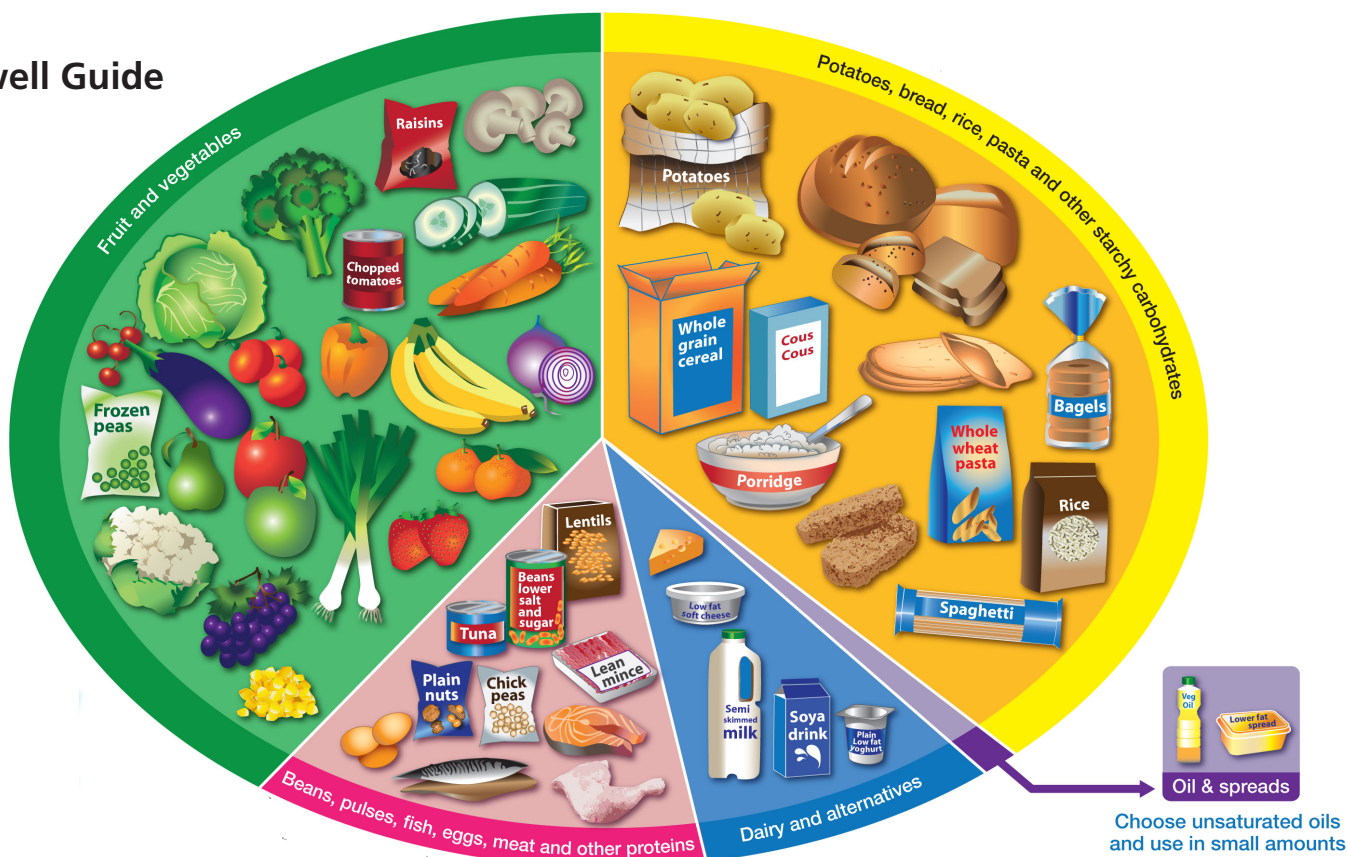 well Guide
Fruit and vegetables
Raisins
Chopped
tomatoes
Frozen
peas
Potatoes, bread, rice, pasta and other starchy carbohydrates
Potatoes
Whole
grain
cereal
Cous
Cous
Bagels
Porridge
Whole
wheat
pasta
Rice
Spaghetti
Lentils
Beans
lower
salt
and
sugar
Tuna
Lean
mince
Plain
nuts
Chick
peas
Beans, pulses, fish, eggs, meat and other proteins
Low fat
soft cheese
Semi
skimmed
milk
Soya
drink
Plain
Low fat
yoghurt
Dairy and alternatives
Veg
Oil
Lower fat
spread
Oil & spreads
Choose unsaturated oils
and use in small amounts